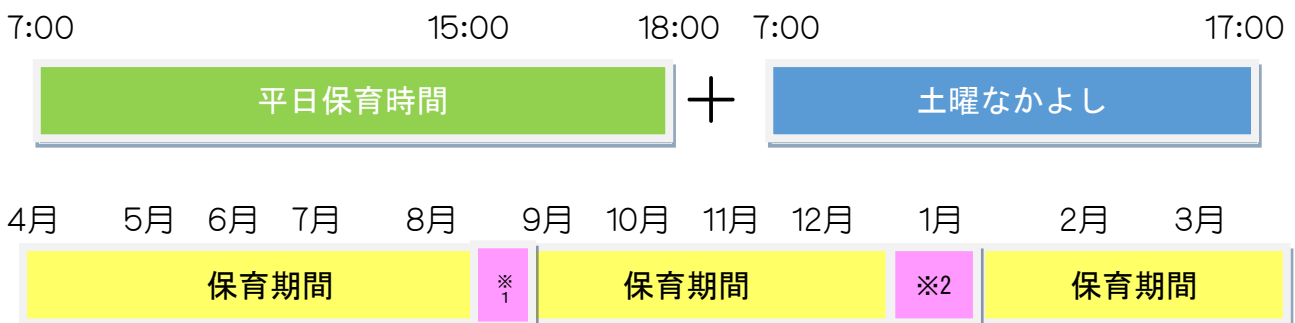 7:00 15:00 18:00 7:00 17:00
平日保育時間 + 土曜なかよし
4月 5月 6月 7月 8月 9月 10月 11月 12月 1月 2月 3月
保育期間 ※1 保育期間 ※2 保育期間